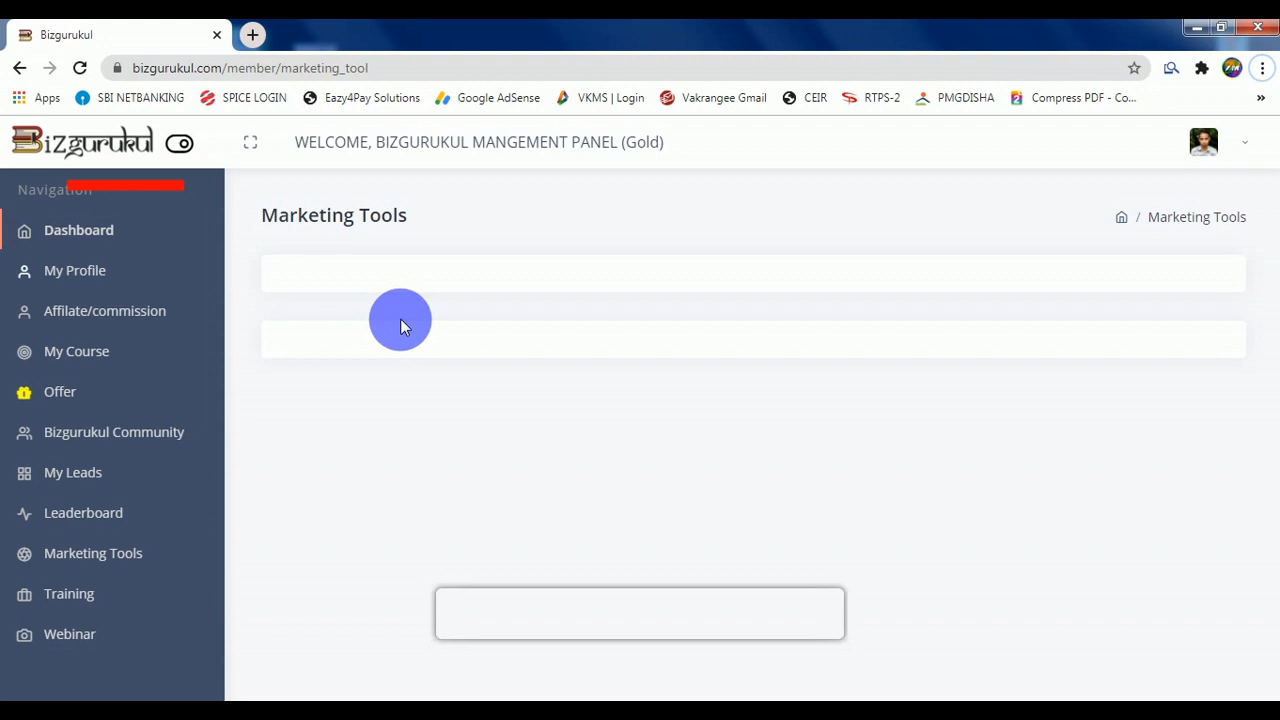 Bizgurukul
bizgurukul.com/member/marketing_tool
Apps SBI NETBANKING SPICE LOGIN Eazy4Pay Solutions Google AdSense VKMS | Login Vakrangee Gmail CEIR RTPS-2 PMGDISHA Compress PDF - Co... »
Bizgurukul WELCOME, BIZGURUKUL MANGEMENT PANEL (Gold)
Navigation
Dashboard
My Profile
Affilate/commission
My Course
Offer
Bizgurukul Community
My Leads
Leaderboard
Marketing Tools
Training
Webinar
Marketing Tools
/ Marketing Tools